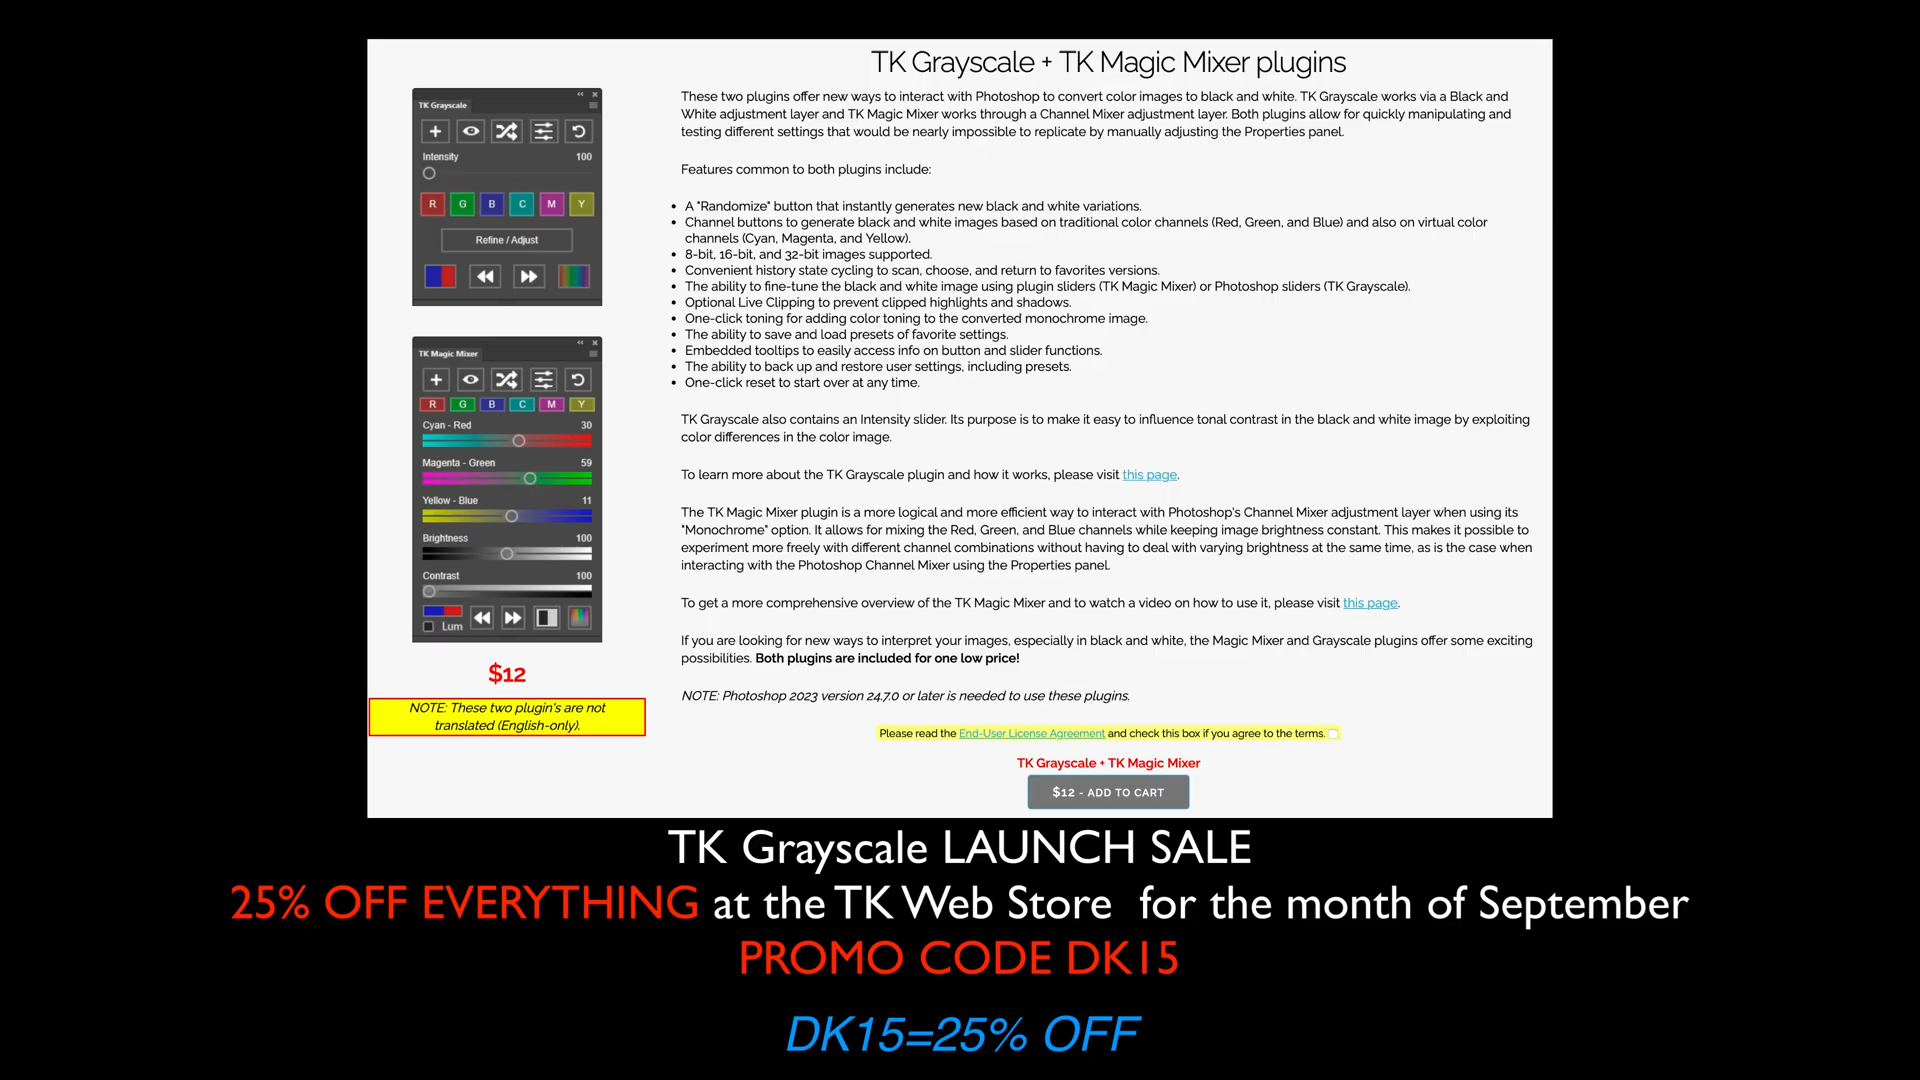 TK Grayscale + TK Magic Mixer plugins
TK Grayscale
Intensity 100
R G B C M Y
Refine / Adjust
TK Magic Mixer
R G B C M Y
Cyan - Red 30
Magenta - Green 59
Yellow - Blue 11
Brightness 100
Contrast 100
Lum
$12
NOTE: These two plugin's are not
translated (English-only).
These two plugins offer new ways to interact with Photoshop to convert color images to black and white. TK Grayscale works via a Black and
White adjustment layer and TK Magic Mixer works through a Channel Mixer adjustment layer. Both plugins allow for quickly manipulating and
testing different settings that would be nearly impossible to replicate by manually adjusting the Properties panel.
Features common to both plugins include:
• A "Randomize" button that instantly generates new black and white variations.
• Channel buttons to generate black and white images based on traditional color channels (Red, Green, and Blue) and also on virtual color
channels (Cyan, Magenta, and Yellow).
• 8-bit, 16-bit, and 32-bit images supported.
• Convenient history state cycling to scan, choose, and return to favorites versions.
• The ability to fine-tune the black and white image using plugin sliders (TK Magic Mixer) or Photoshop sliders (TK Grayscale).
• Optional Live Clipping to prevent clipped highlights and shadows.
• One-click toning for adding color toning to the converted monochrome image.
• The ability to save and load presets of favorite settings.
• Embedded tooltips to easily access info on button and slider functions.
• The ability to back up and restore user settings, including presets.
• One-click reset to start over at any time.
TK Grayscale also contains an Intensity slider. Its purpose is to make it easy to influence tonal contrast in the black and white image by exploiting
color differences in the color image.
To learn more about the TK Grayscale plugin and how it works, please visit this page.
The TK Magic Mixer plugin is a more logical and more efficient way to interact with Photoshop's Channel Mixer adjustment layer when using its
"Monochrome" option. It allows for mixing the Red, Green, and Blue channels while keeping image brightness constant. This makes it possible to
experiment more freely with different channel combinations without having to deal with varying brightness at the same time, as is the case when
interacting with the Photoshop Channel Mixer using the Properties panel.
To get a more comprehensive overview of the TK Magic Mixer and to watch a video on how to use it, please visit this page.
If you are looking for new ways to interpret your images, especially in black and white, the Magic Mixer and Grayscale plugins offer some exciting
possibilities. Both plugins are included for one low price!
NOTE: Photoshop 2023 version 24.7.0 or later is needed to use these plugins.
Please read the End-User License Agreement and check this box if you agree to the terms.
TK Grayscale + TK Magic Mixer
$12 - ADD TO CART
TK Grayscale LAUNCH SALE
25% OFF EVERYTHING at the TK Web Store for the month of September
PROMO CODE DK15
DK15=25% OFF